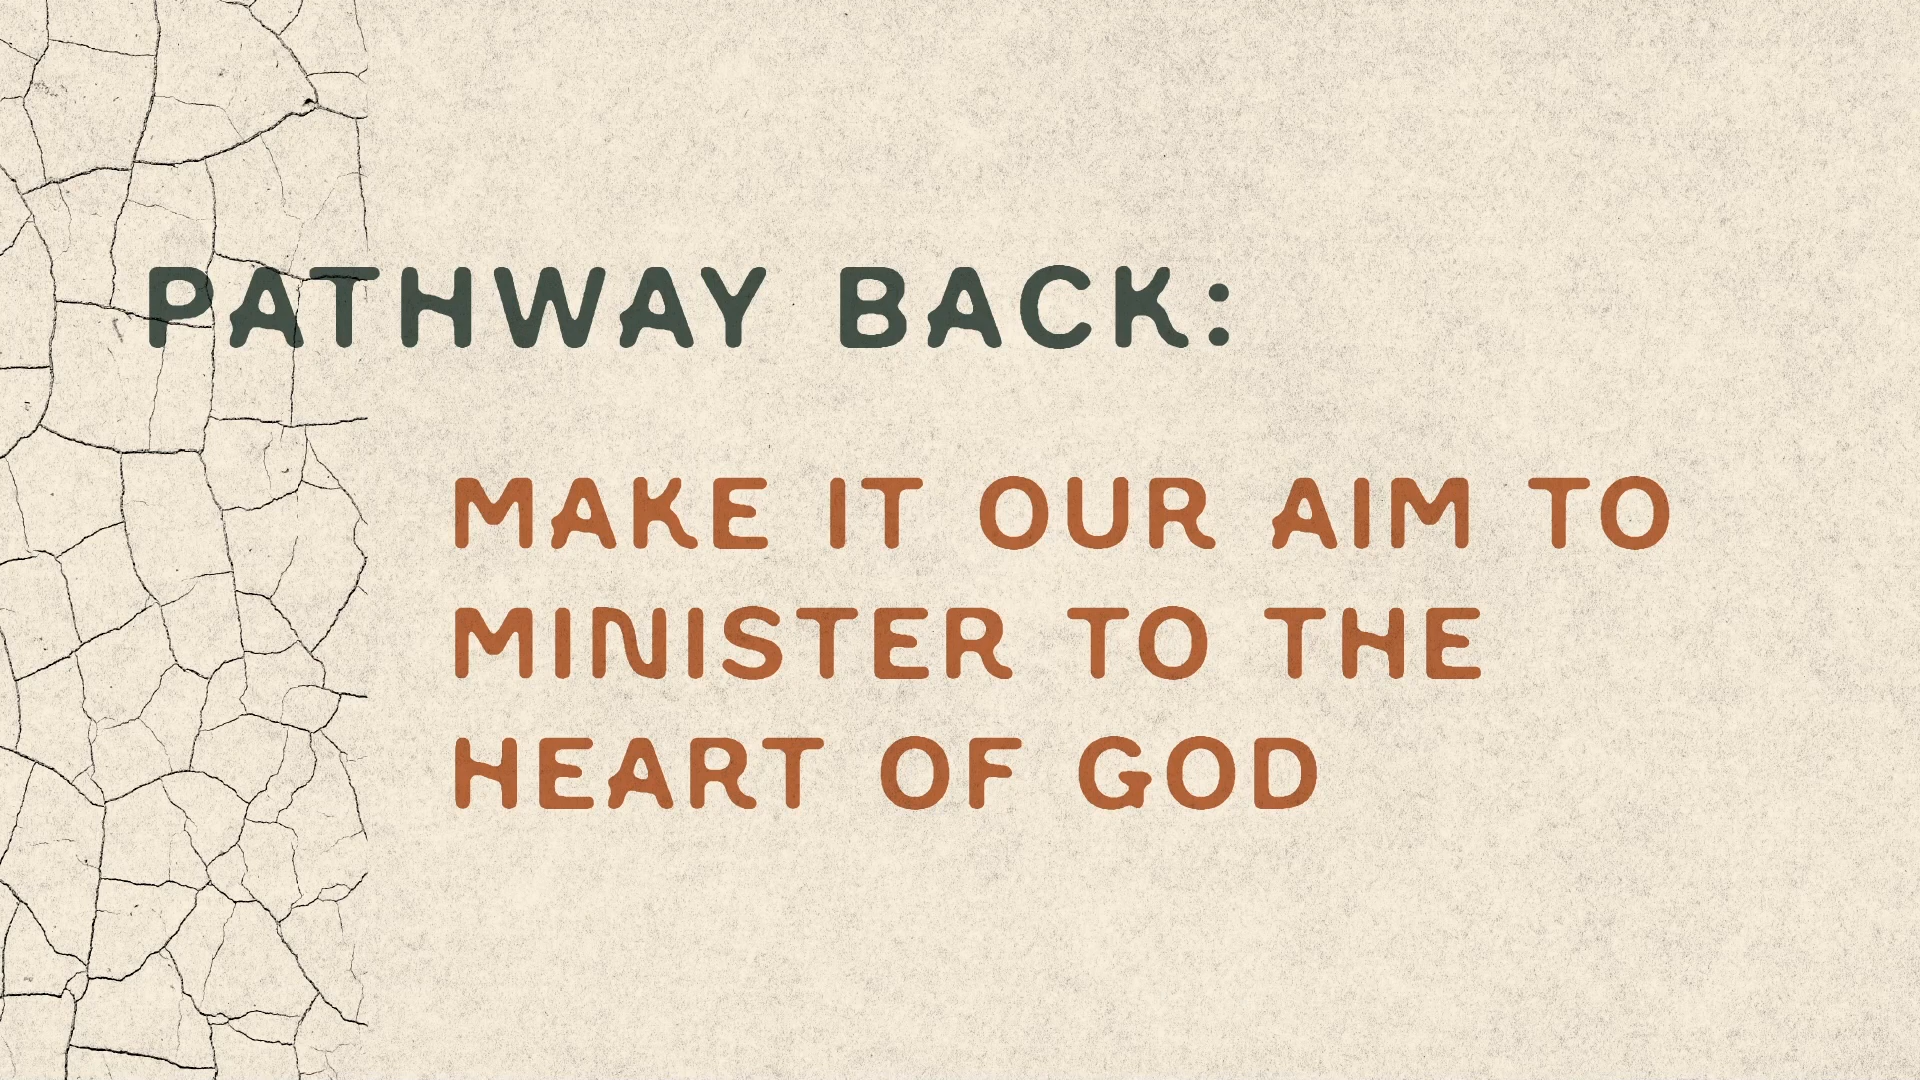 PATHWAY BACK:
MAKE IT OUR AIM TO
MINISTER TO THE
HEART OF GOD